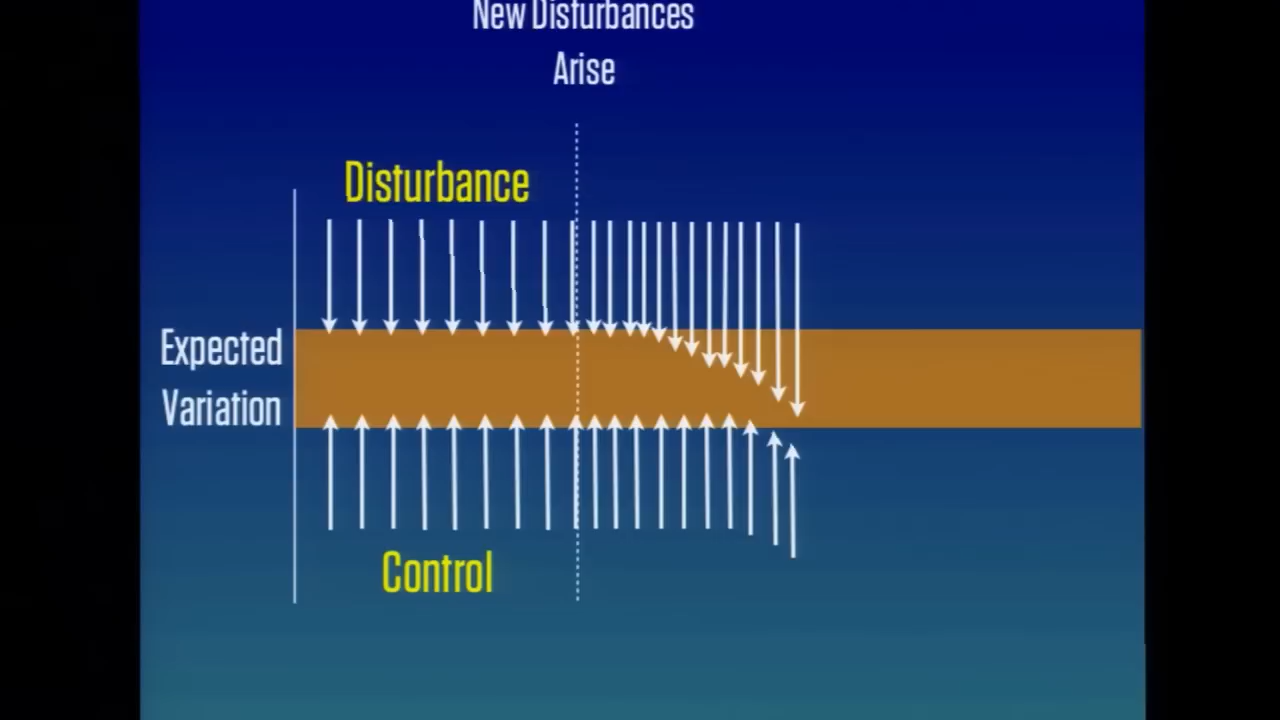 New Disturbances
Arise
Disturbance
Expected
Variation
Control